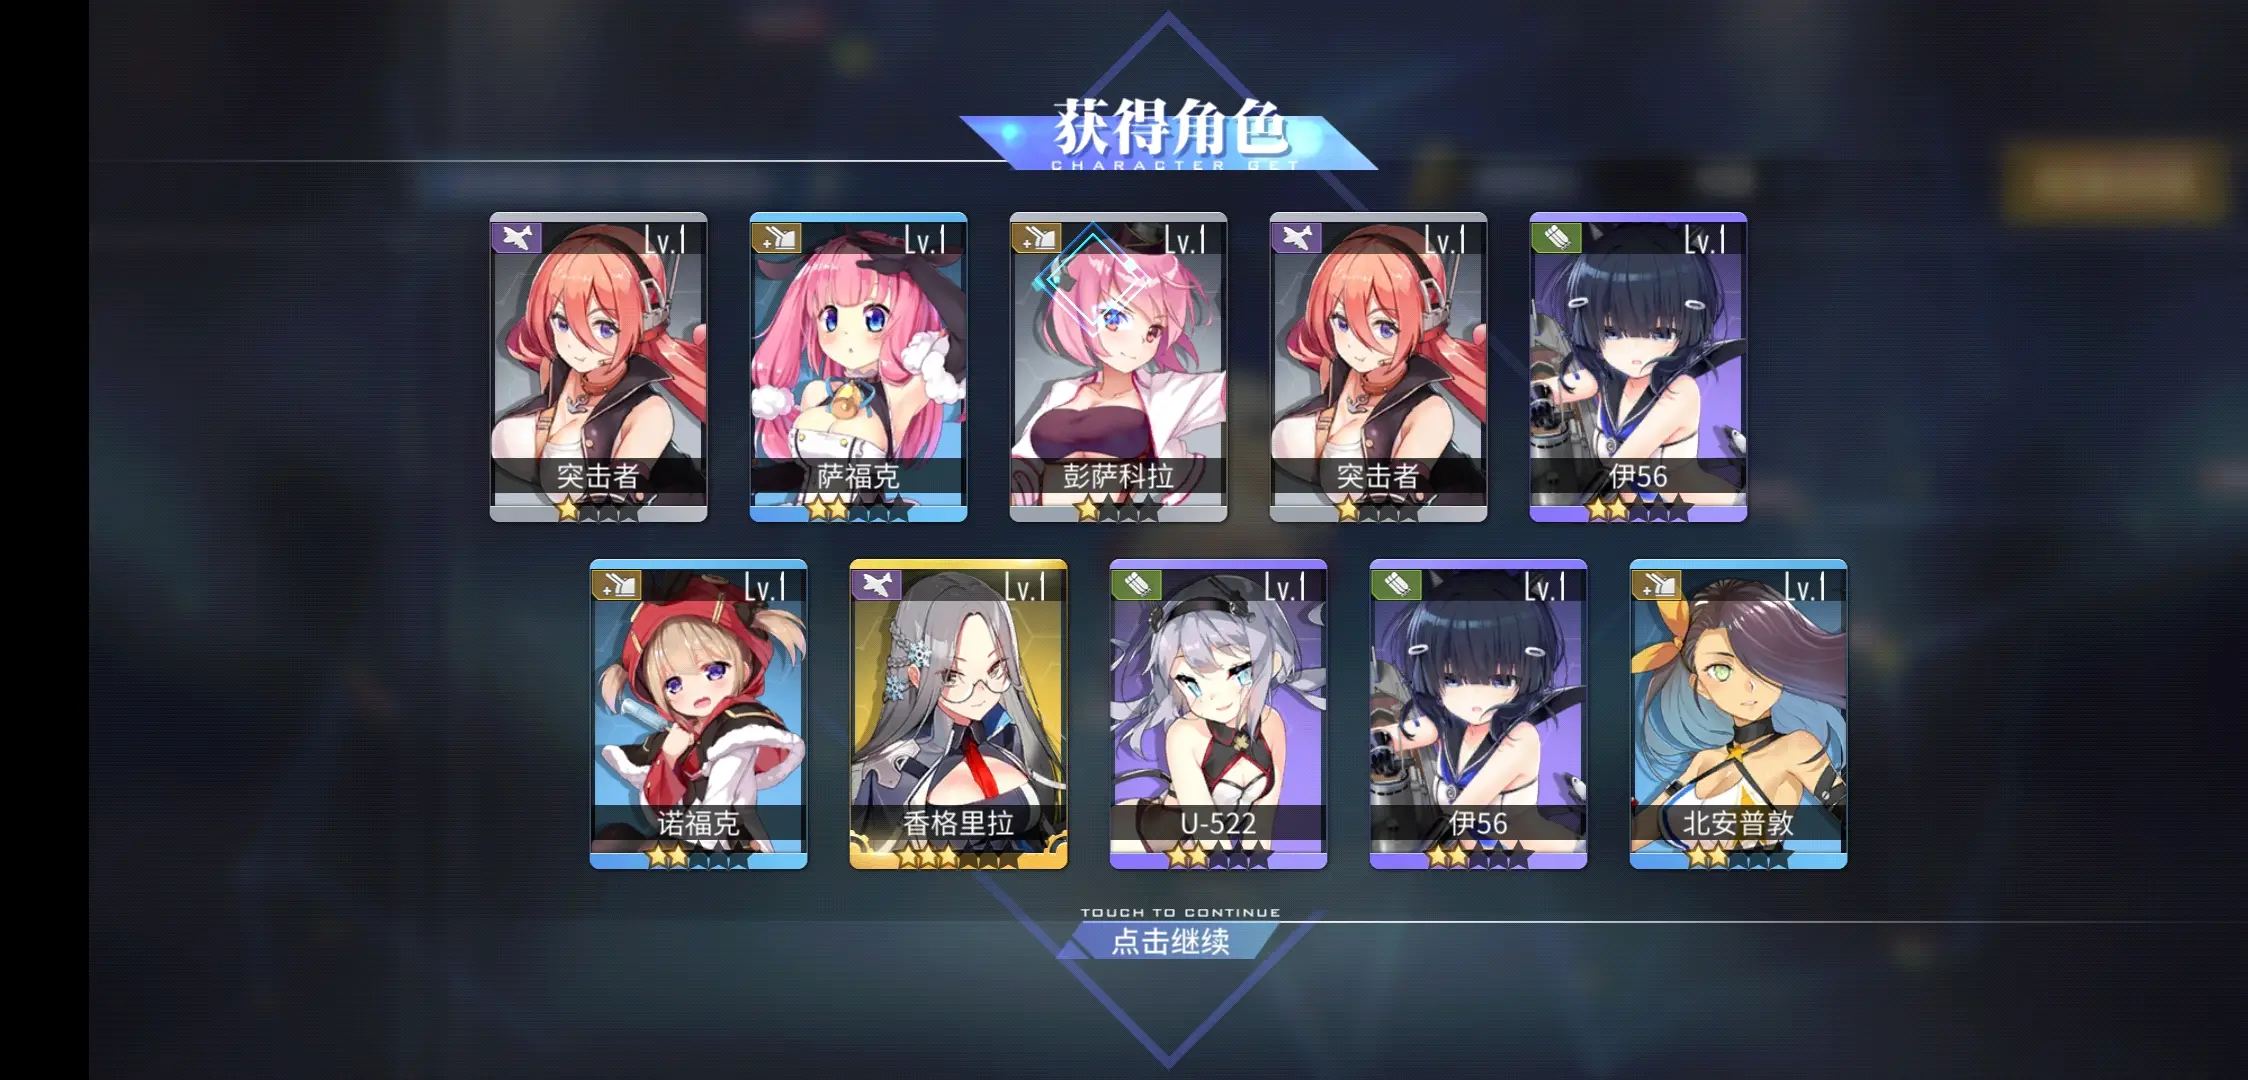 获得角色
CHARACTER GET
Lv.1
Lv.1
Lv.1
Lv.1
Lv.1
突击者
萨福克
彭萨科拉
突击者
伊56
Lv.1
Lv.1
Lv.1
Lv.1
Lv.1
诺福克
香格里拉
U-522
伊56
北安普敦
TOUCH TO CONTINUE
点击继续